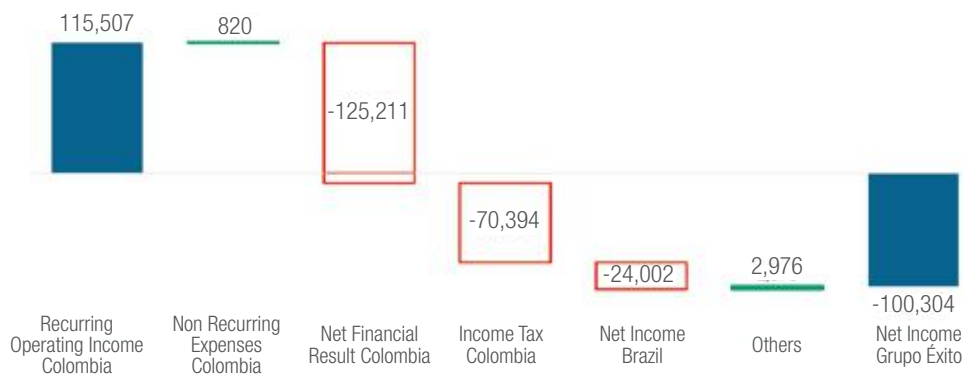 115,507
820
-125,211
-70,394
-24,002
2,976
-100,304
Recurring
Operating Income
Colombia
Non Recurring
Expenses
Colombia
Net Financial
Result Colombia
Income Tax
Colombia
Net Income
Brazil
Others
Net Income
Grupo Éxito